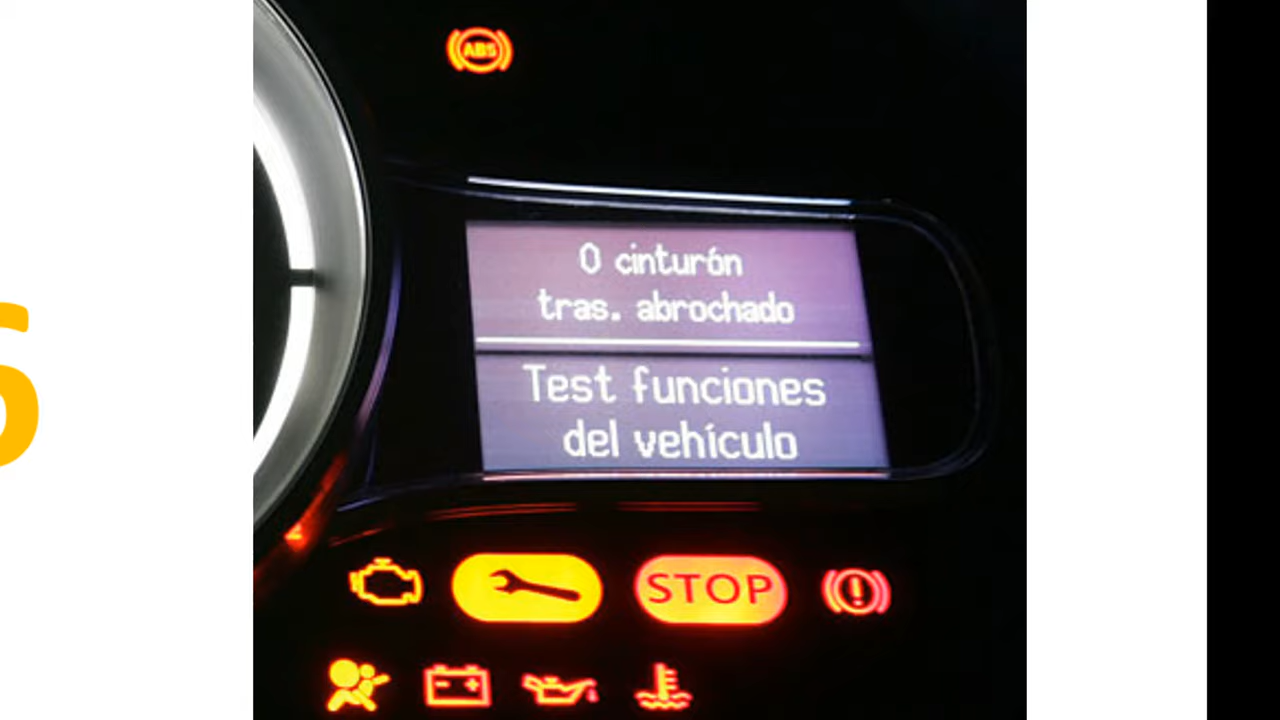 ABS
0 cinturón
tras. abrochado
Test funciones
del vehículo
STOP